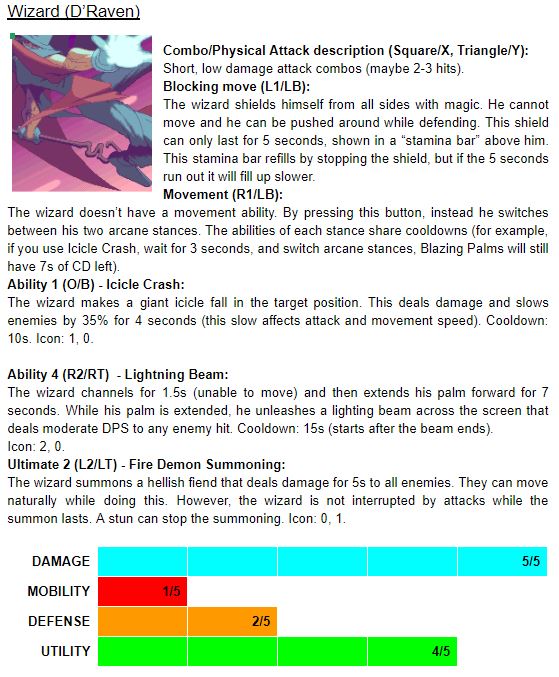 Wizard (D'Raven)
Combo/Physical Attack description (Square/X, Triangle/Y):
Short, low damage attack combos (maybe 2-3 hits).
Blocking move (L1/LB):
The wizard shields himself from all sides with magic. He cannot
move and he can be pushed around while defending. This shield
can only last for 5 seconds, shown in a “stamina bar” above him.
This stamina bar refills by stopping the shield, but if the 5 seconds
run out it will fill up slower.
Movement (R1/LB):
The wizard doesn't have a movement ability. By pressing this button, instead he switches
between his two arcane stances. The abilities of each stance share cooldowns (for example,
if you use Icicle Crash, wait for 3 seconds, and switch arcane stances, Blazing Palms will still
have 7s of CD left).
Ability 1 (O/B) - Icicle Crash:
The wizard makes a giant icicle fall in the target position. This deals damage and slows
enemies by 35% for 4 seconds (this slow affects attack and movement speed). Cooldown:
10s. Icon: 1, 0.
Ability 4 (R2/RT) - Lightning Beam:
The wizard channels for 1.5s (unable to move) and then extends his palm forward for 7
seconds. While his palm is extended, he unleashes a lighting beam across the screen that
deals moderate DPS to any enemy hit. Cooldown: 15s (starts after the beam ends).
Icon: 2, 0.
Ultimate 2 (L2/LT) - Fire Demon Summoning:
The wizard summons a hellish fiend that deals damage for 5s to all enemies. They can move
naturally while doing this. However, the wizard is not interrupted by attacks while the
summon lasts. A stun can stop the summoning. Icon: 0, 1.
DAMAGE 5/5
MOBILITY 1/5
DEFENSE 2/5
UTILITY 4/5